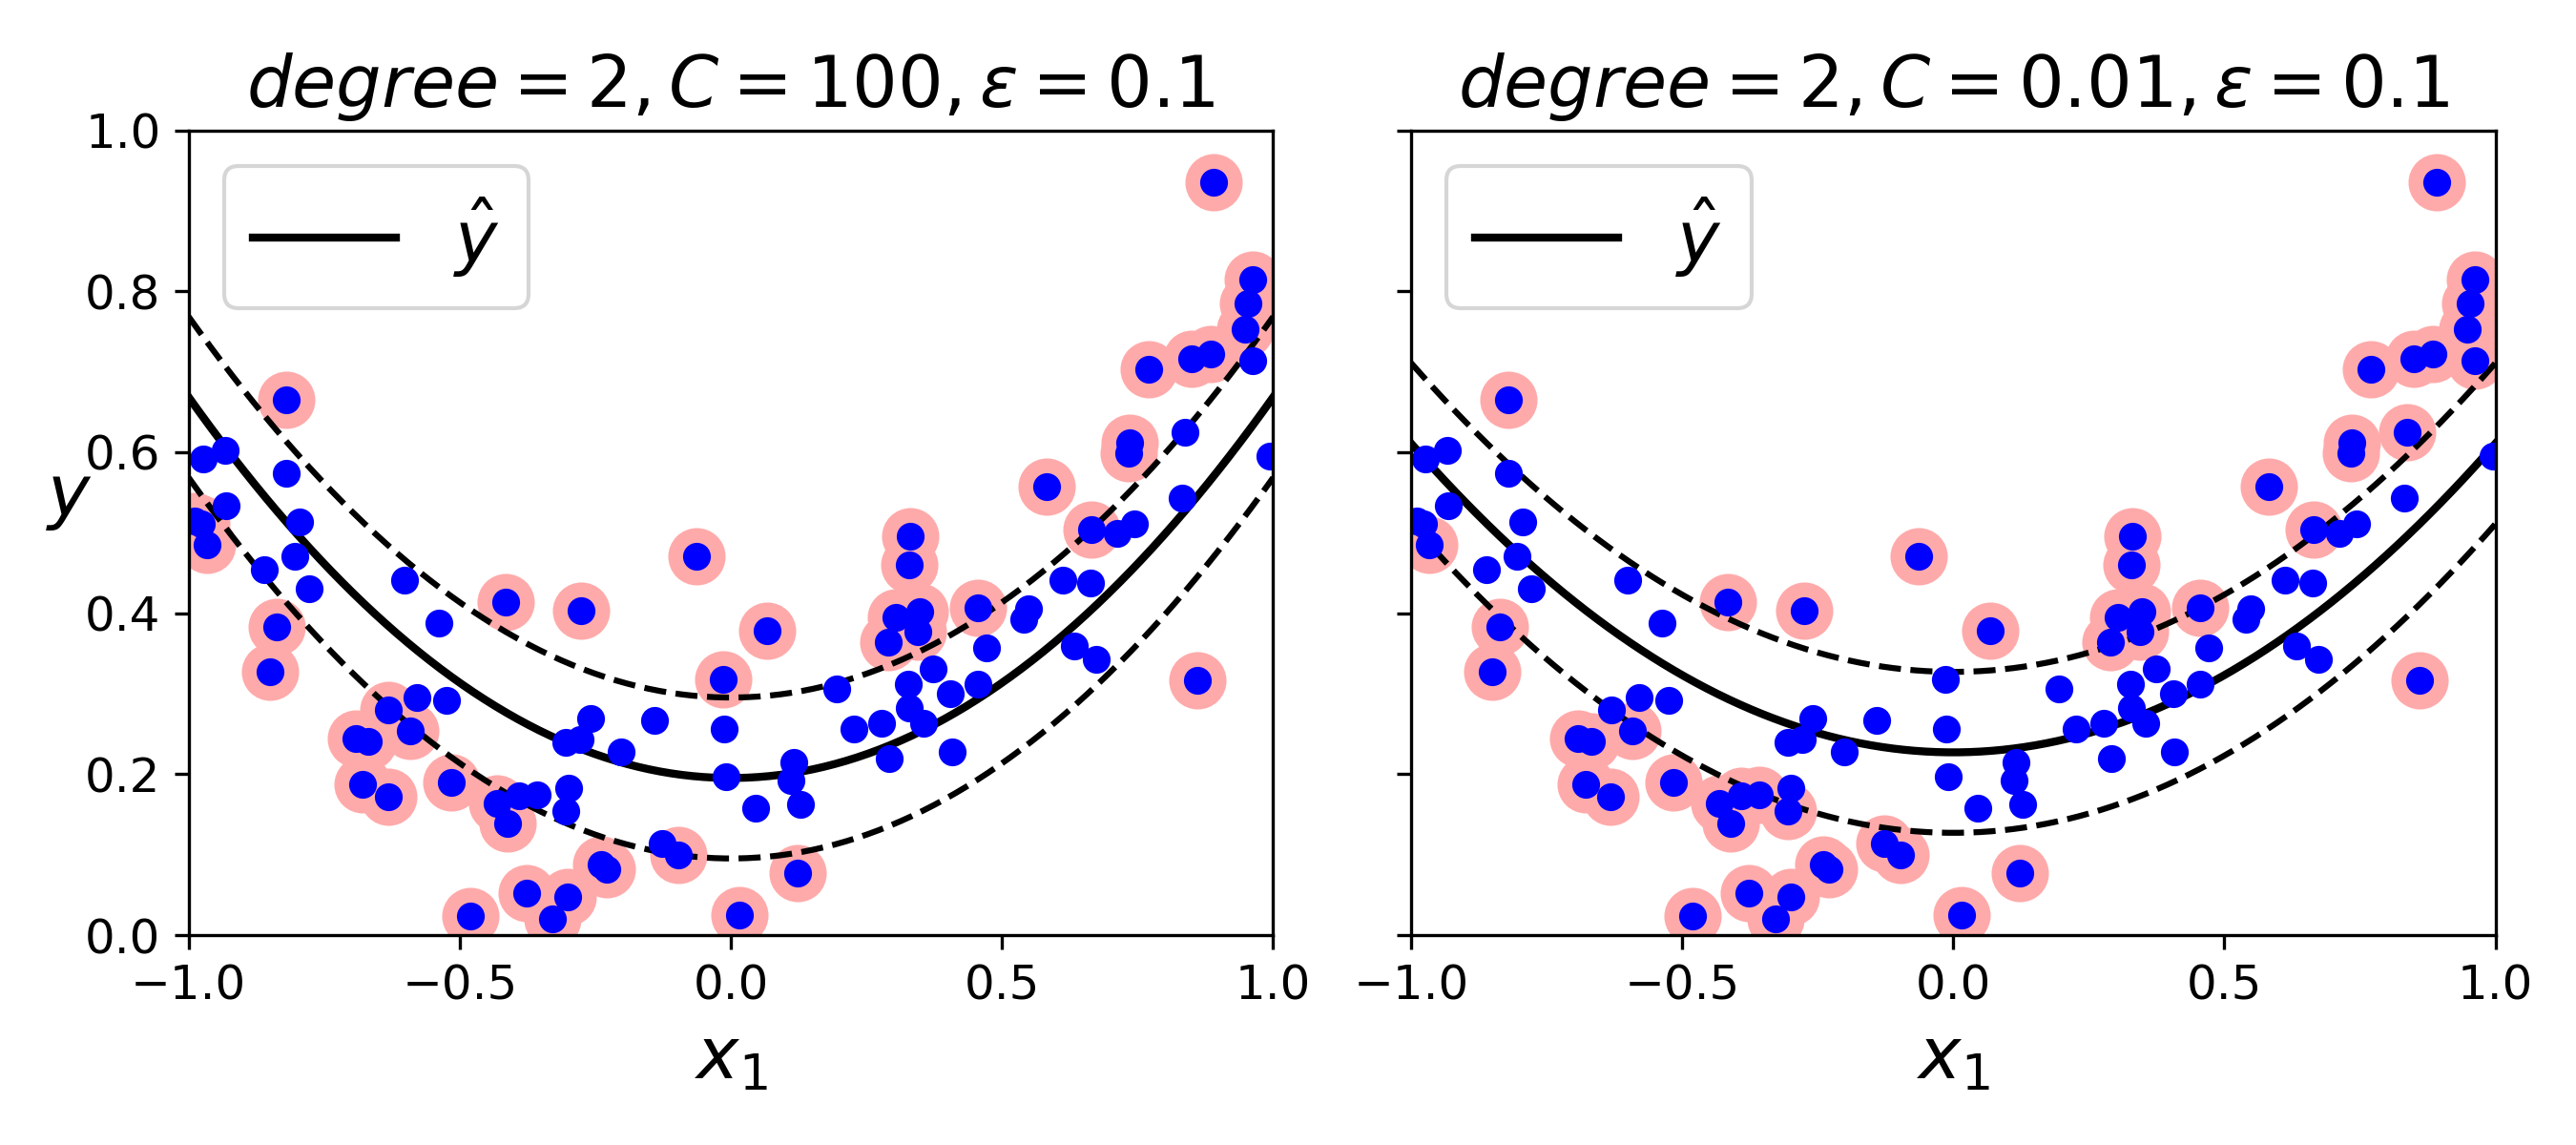 degree = 2, C = 100, ε = 0.1
degree = 2, C = 0.01, ε = 0.1
1.0
0.8
0.6
0.4
0.2
0.0
y
ŷ
ŷ
−1.0 −0.5 0.0 0.5 1.0
−1.0 −0.5 0.0 0.5 1.0
x₁
x₁